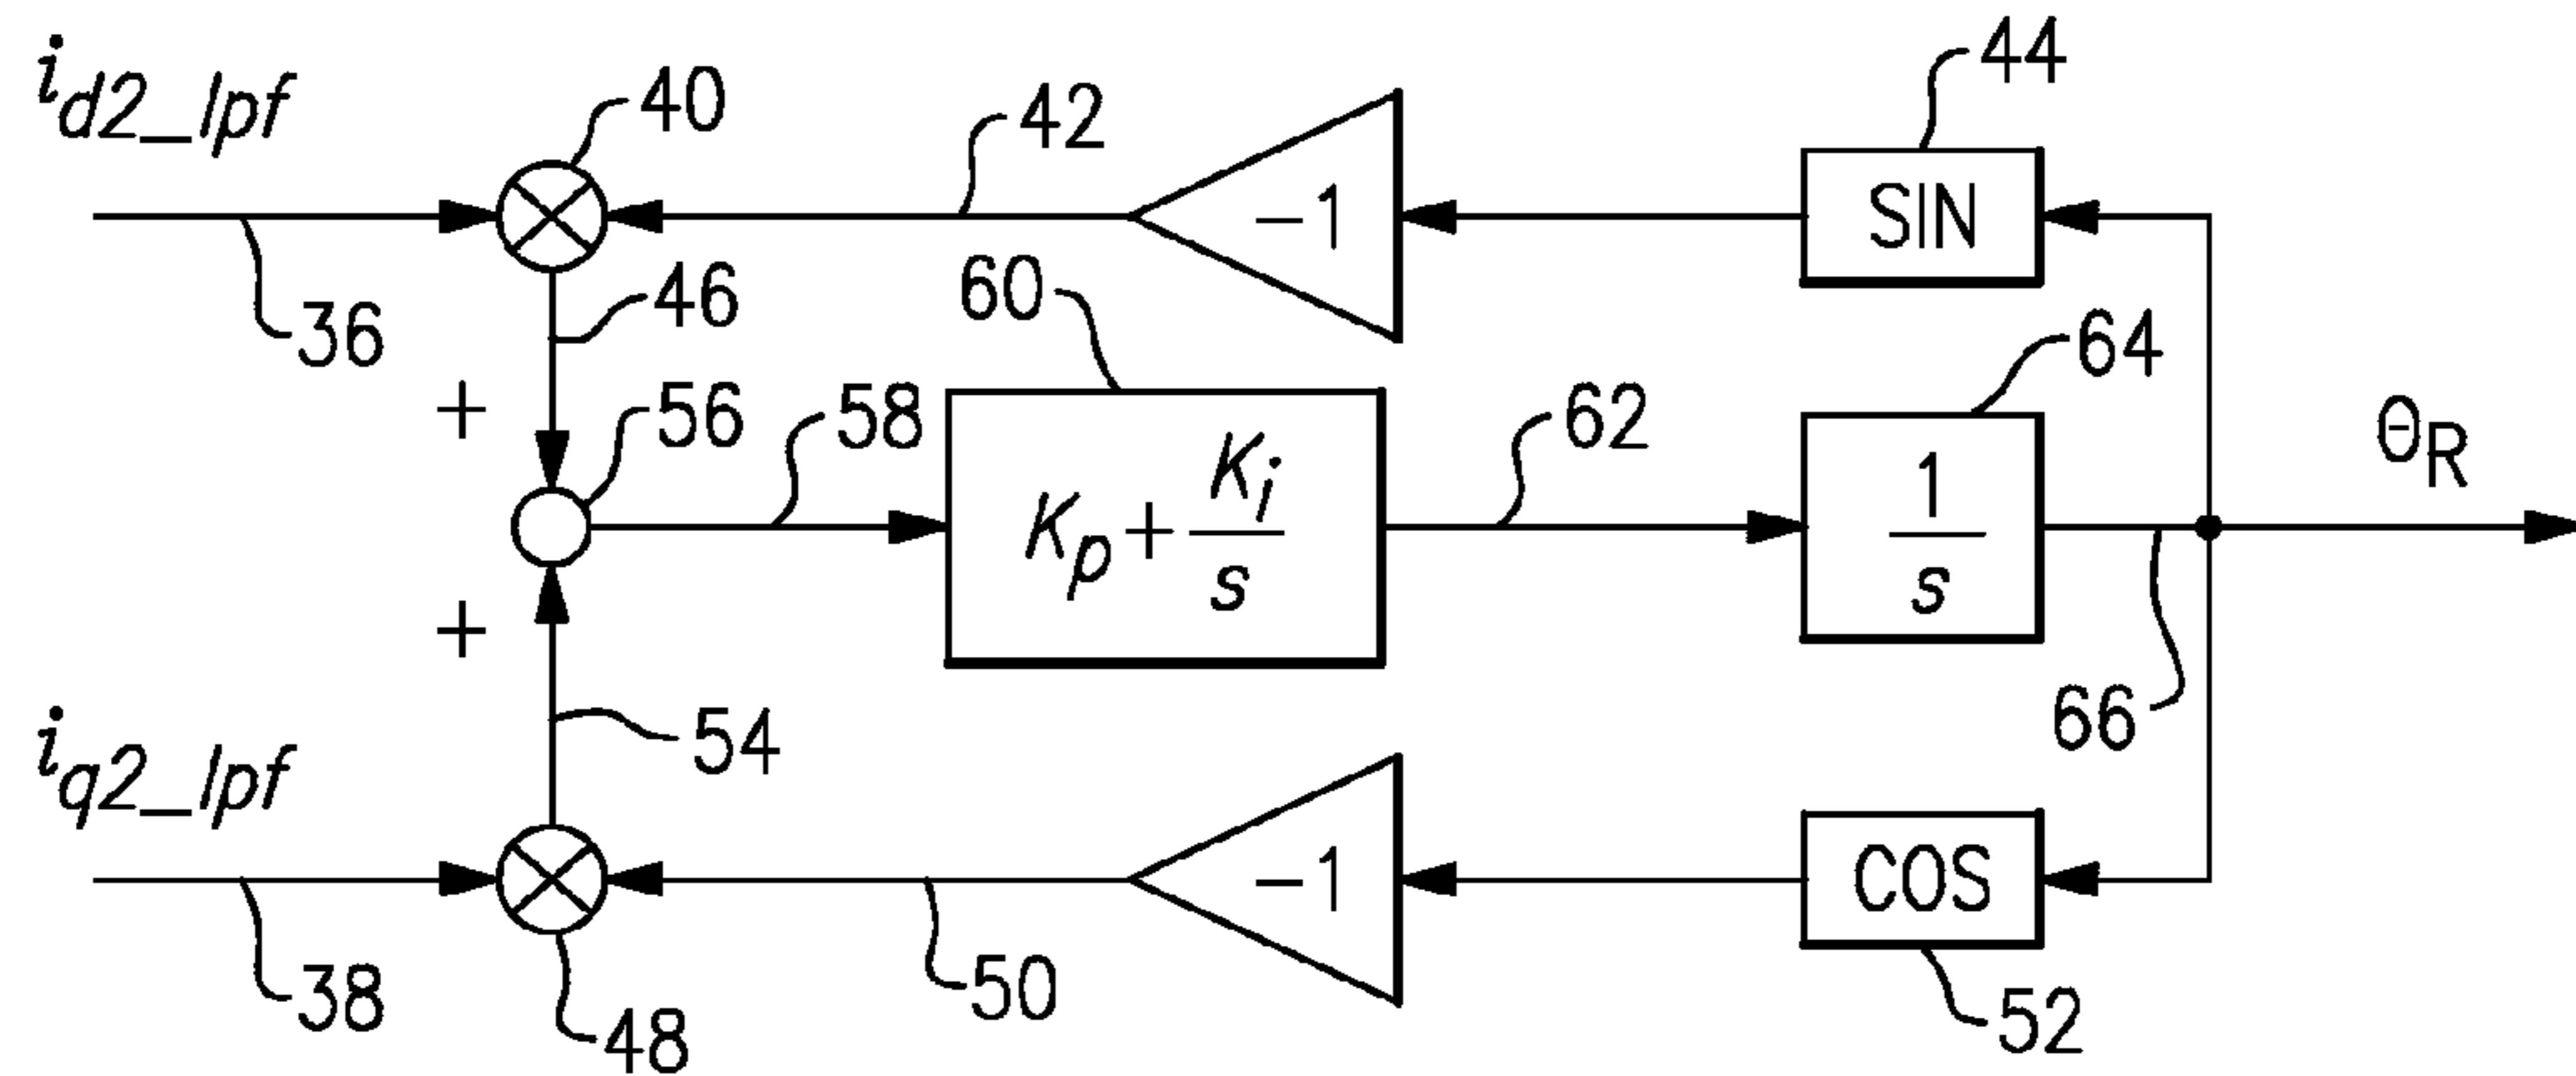 i_d2_lpf
40
42
44
-1
SIN
36
46
60
64
+
56
58
K_p + K_i/s
62
1/s
Θ_R
+
54
66
i_q2_lpf
-1
COS
38
48
50
52